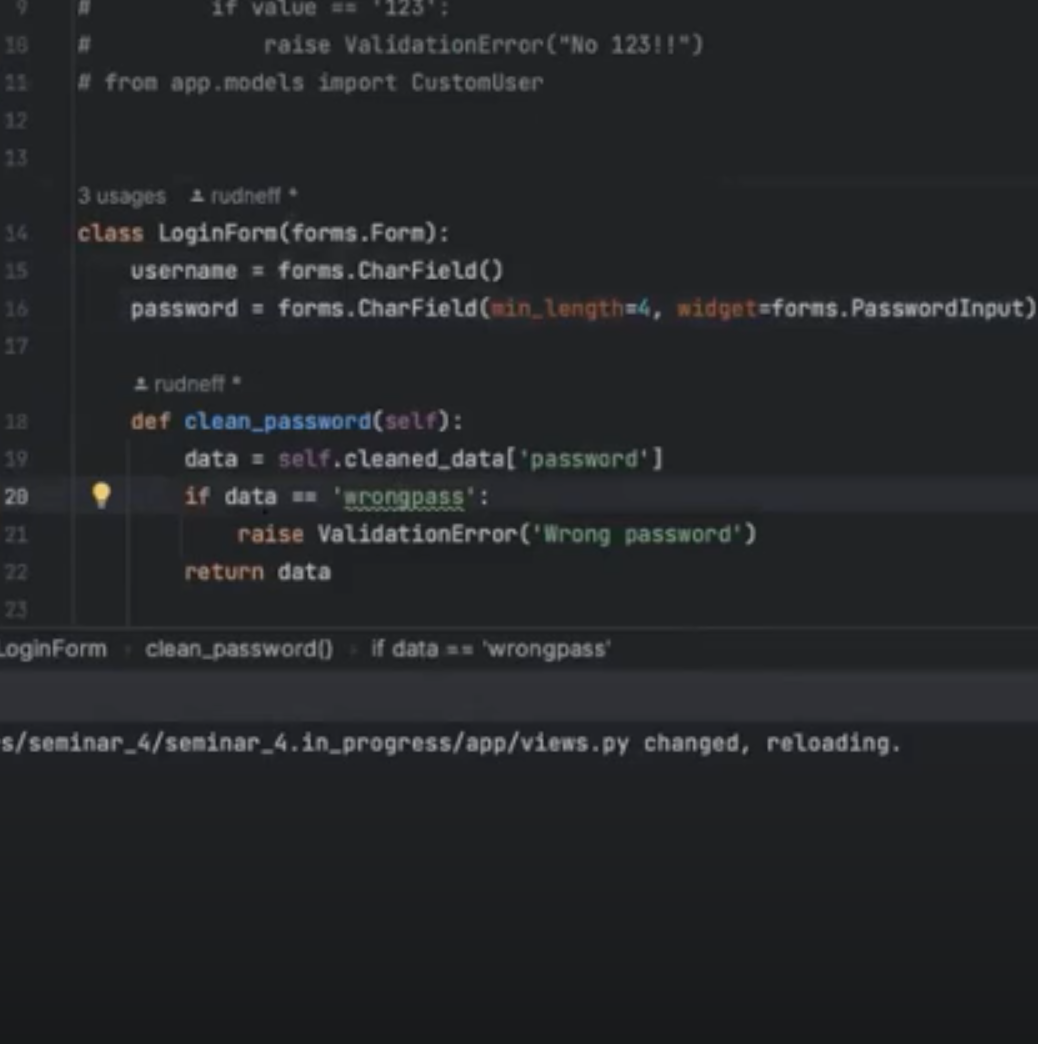 9 # if value == '123':
10 # raise ValidationError("No 123!!")
11 # from app.models import CustomUser
12
13
3 usages rudneff *
14 class LoginForm(forms.Form):
15 username = forms.CharField()
16 password = forms.CharField(min_length=4, widget=forms.PasswordInput)
17
rudneff *
18 def clean_password(self):
19 data = self.cleaned_data['password']
20 if data == 'wrongpass':
21 raise ValidationError('Wrong password')
22 return data
23
LoginForm clean_password() if data == 'wrongpass'
s/seminar_4/seminar_4.in_progress/app/views.py changed, reloading.